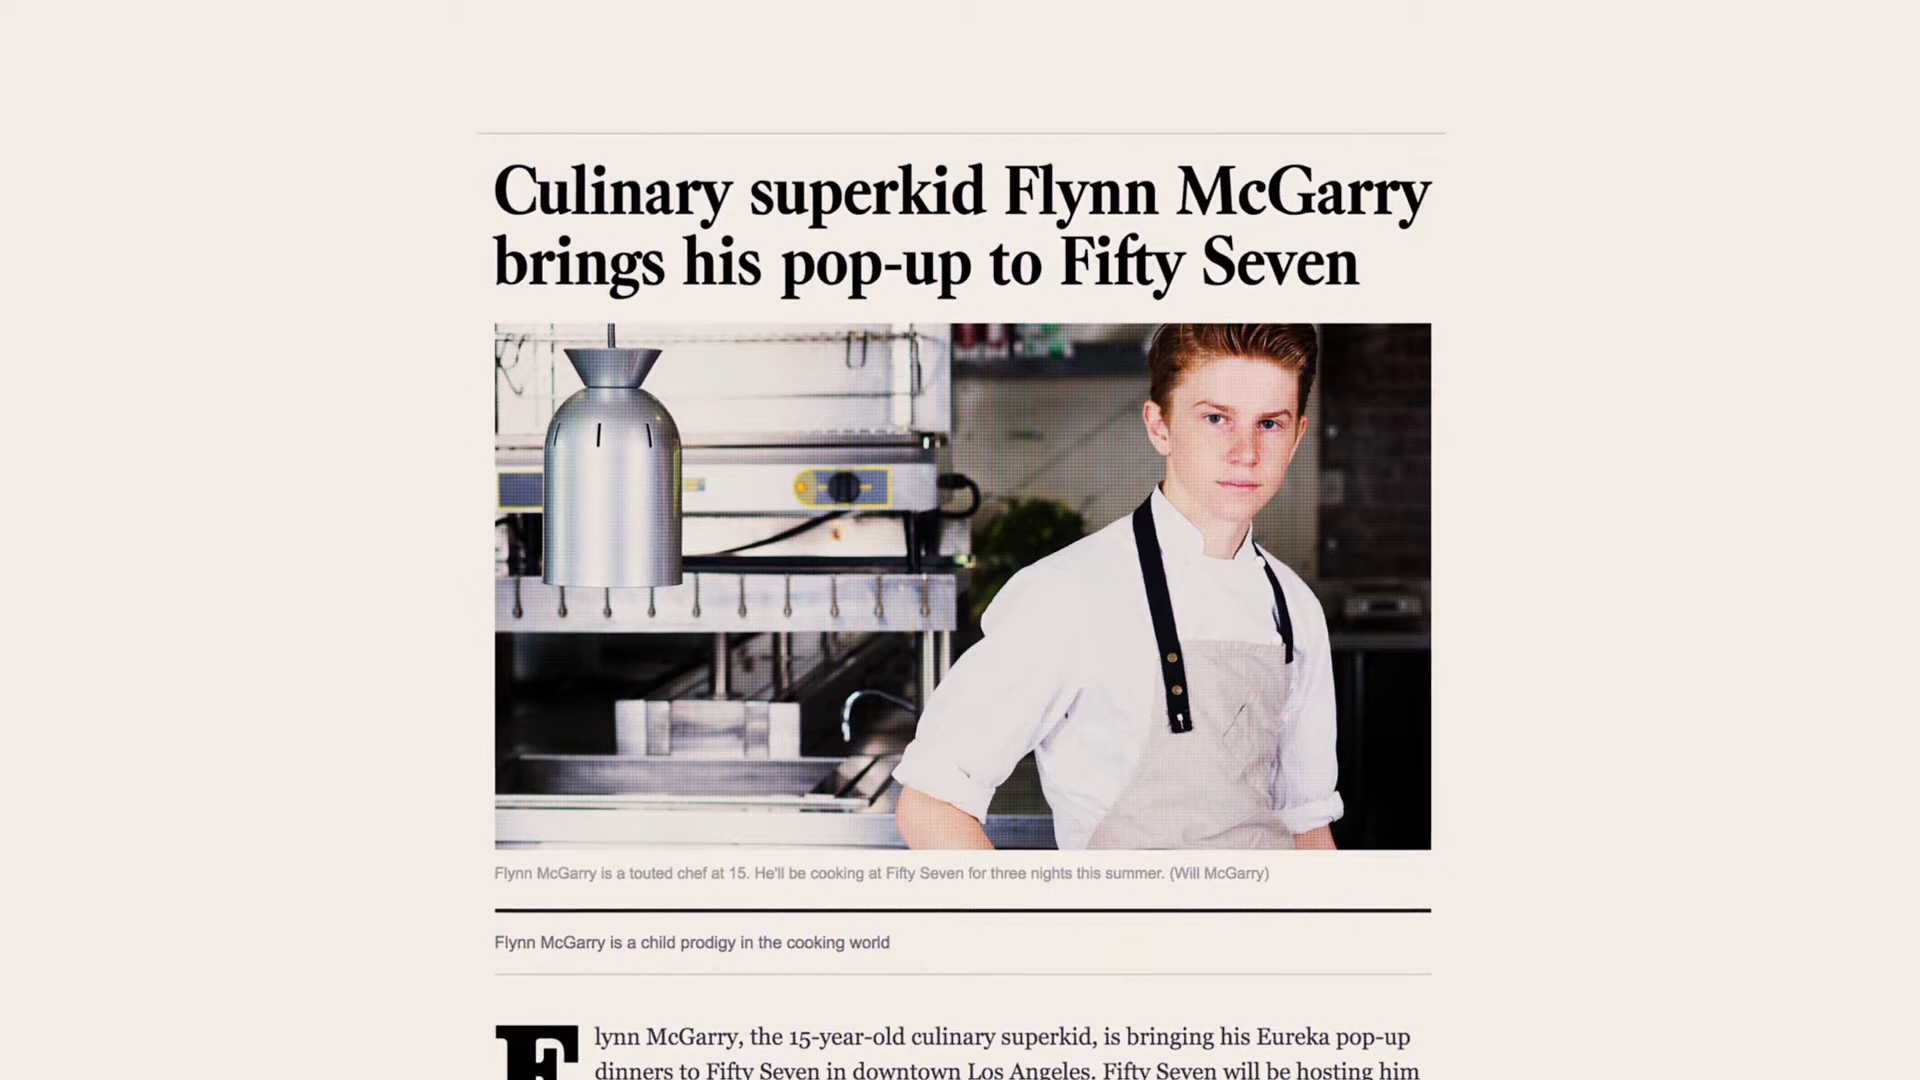 Culinary superkid Flynn McGarry
brings his pop-up to Fifty Seven
Flynn McGarry is a touted chef at 15. He'll be cooking at Fifty Seven for three nights this summer. (Will McGarry)
Flynn McGarry is a child prodigy in the cooking world
Flynn McGarry, the 15-year-old culinary superkid, is bringing his Eureka pop-up
dinners to Fifty Seven in downtown Los Angeles. Fifty Seven will be hosting him